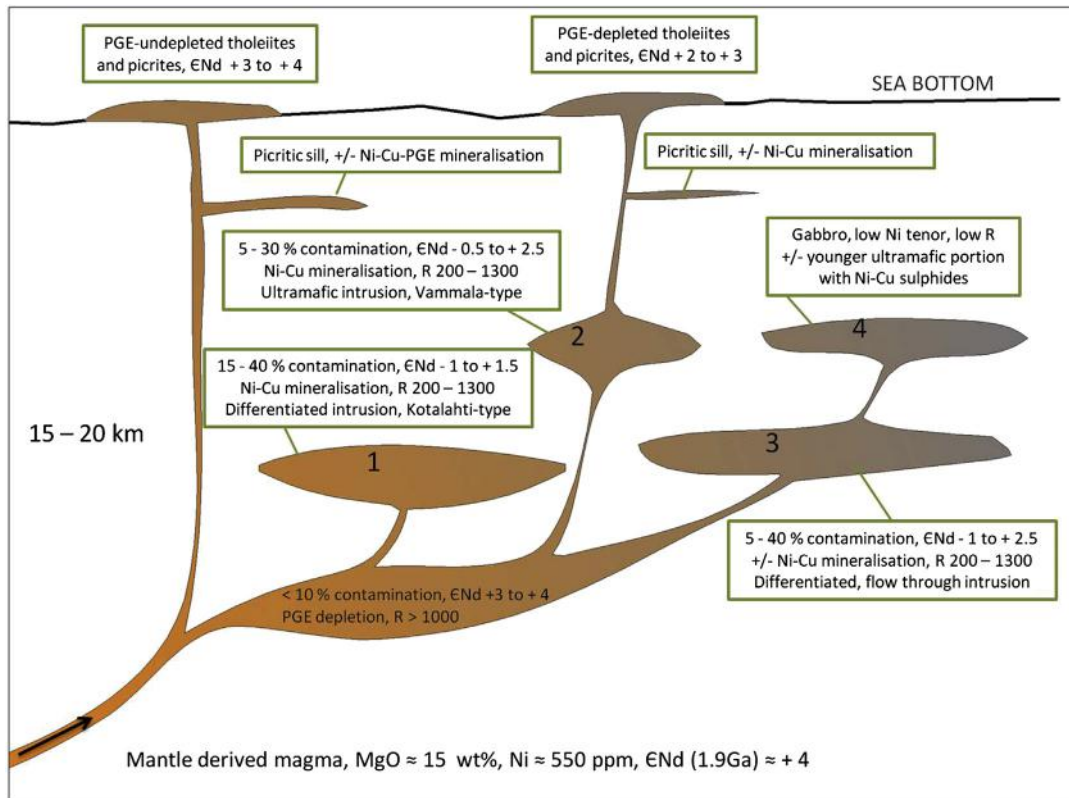 PGE-undepleted tholeiites
and picrites, ЄNd + 3 to + 4
PGE-depleted tholeiites
and picrites, ЄNd + 2 to + 3
SEA BOTTOM
Picritic sill, +/- Ni-Cu-PGE mineralisation
Picritic sill, +/- Ni-Cu mineralisation
5 - 30 % contamination, ЄNd - 0.5 to + 2.5
Ni-Cu mineralisation, R 200 – 1300
Ultramafic intrusion, Vammala-type
Gabbro, low Ni tenor, low R
+/- younger ultramafic portion
with Ni-Cu sulphides
2
4
15 - 40 % contamination, ЄNd - 1 to + 1.5
Ni-Cu mineralisation, R 200 – 1300
Differentiated intrusion, Kotalahti-type
15 – 20 km
1
3
5 - 40 % contamination, ЄNd - 1 to + 2.5
+/- Ni-Cu mineralisation, R 200 – 1300
Differentiated, flow through intrusion
< 10 % contamination, ЄNd +3 to + 4
PGE depletion, R > 1000
Mantle derived magma, MgO ≈ 15 wt%, Ni ≈ 550 ppm, ЄNd (1.9Ga) ≈ + 4